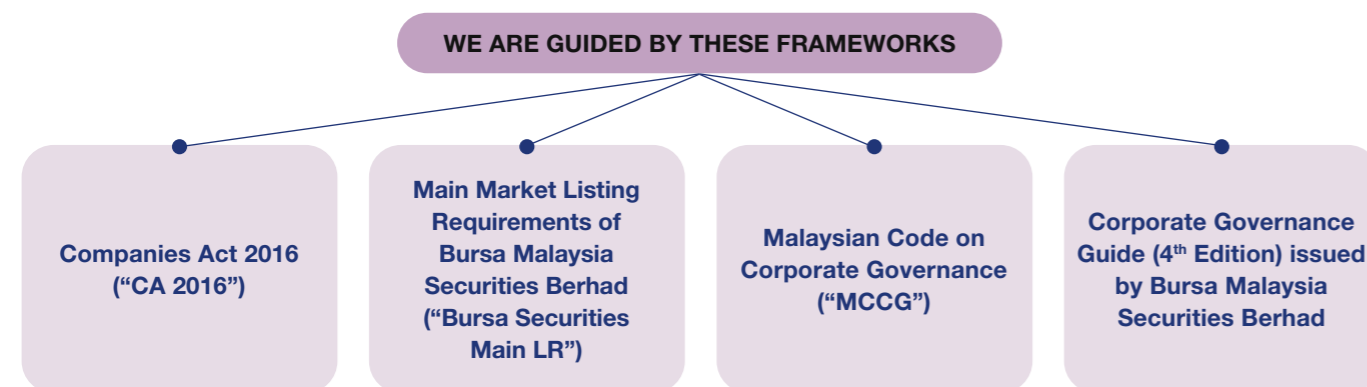 WE ARE GUIDED BY THESE FRAMEWORKS
Companies Act 2016
(“CA 2016”)
Main Market Listing
Requirements of
Bursa Malaysia
Securities Berhad
(“Bursa Securities
Main LR”)
Malaysian Code on
Corporate Governance
(“MCCG”)
Corporate Governance
Guide (4th Edition) issued
by Bursa Malaysia
Securities Berhad